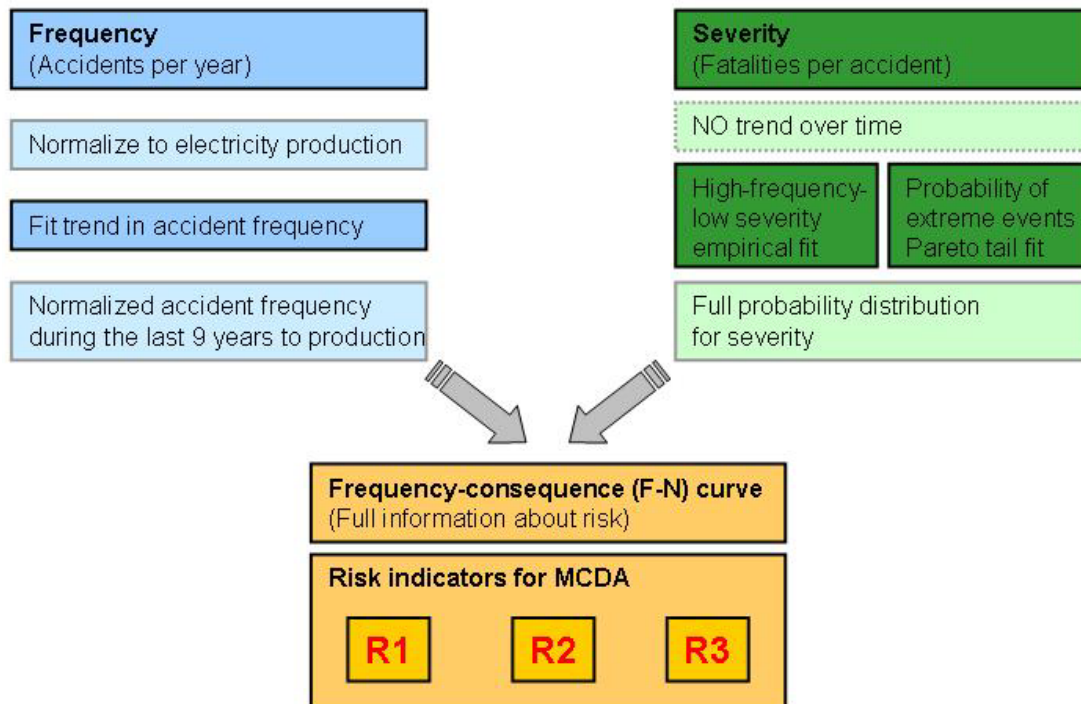 Frequency
(Accidents per year)
Normalize to electricity production
Fit trend in accident frequency
Normalized accident frequency
during the last 9 years to production
Severity
(Fatalities per accident)
NO trend over time
High-frequency-
low severity
empirical fit
Probability of
extreme events
Pareto tail fit
Full probability distribution
for severity
Frequency-consequence (F-N) curve
(Full information about risk)
Risk indicators for MCDA
R1
R2
R3